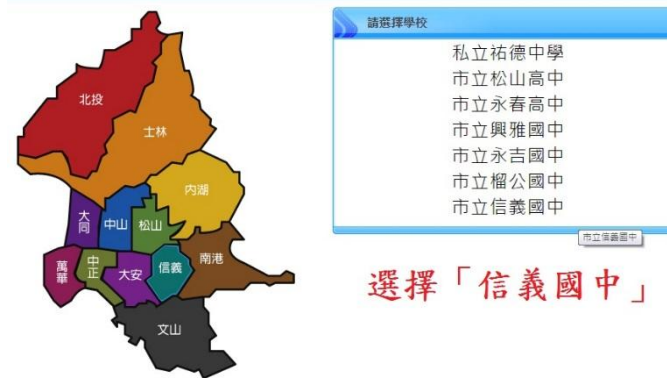 北投
士林
內湖
大同
中山
松山
萬華
中正
大安
信義
南港
文山
請選擇學校
私立祐德中學
市立松山高中
市立永春高中
市立興雅國中
市立永吉國中
市立榴公國中
市立信義國中
市立信義國中
選擇「信義國中」